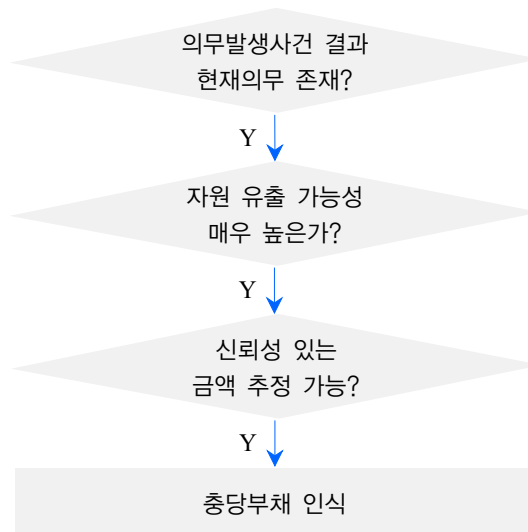 의무발생사건 결과
현재의무 존재?
Y
자원 유출 가능성
매우 높은가?
Y
신뢰성 있는
금액 추정 가능?
Y
충당부채 인식